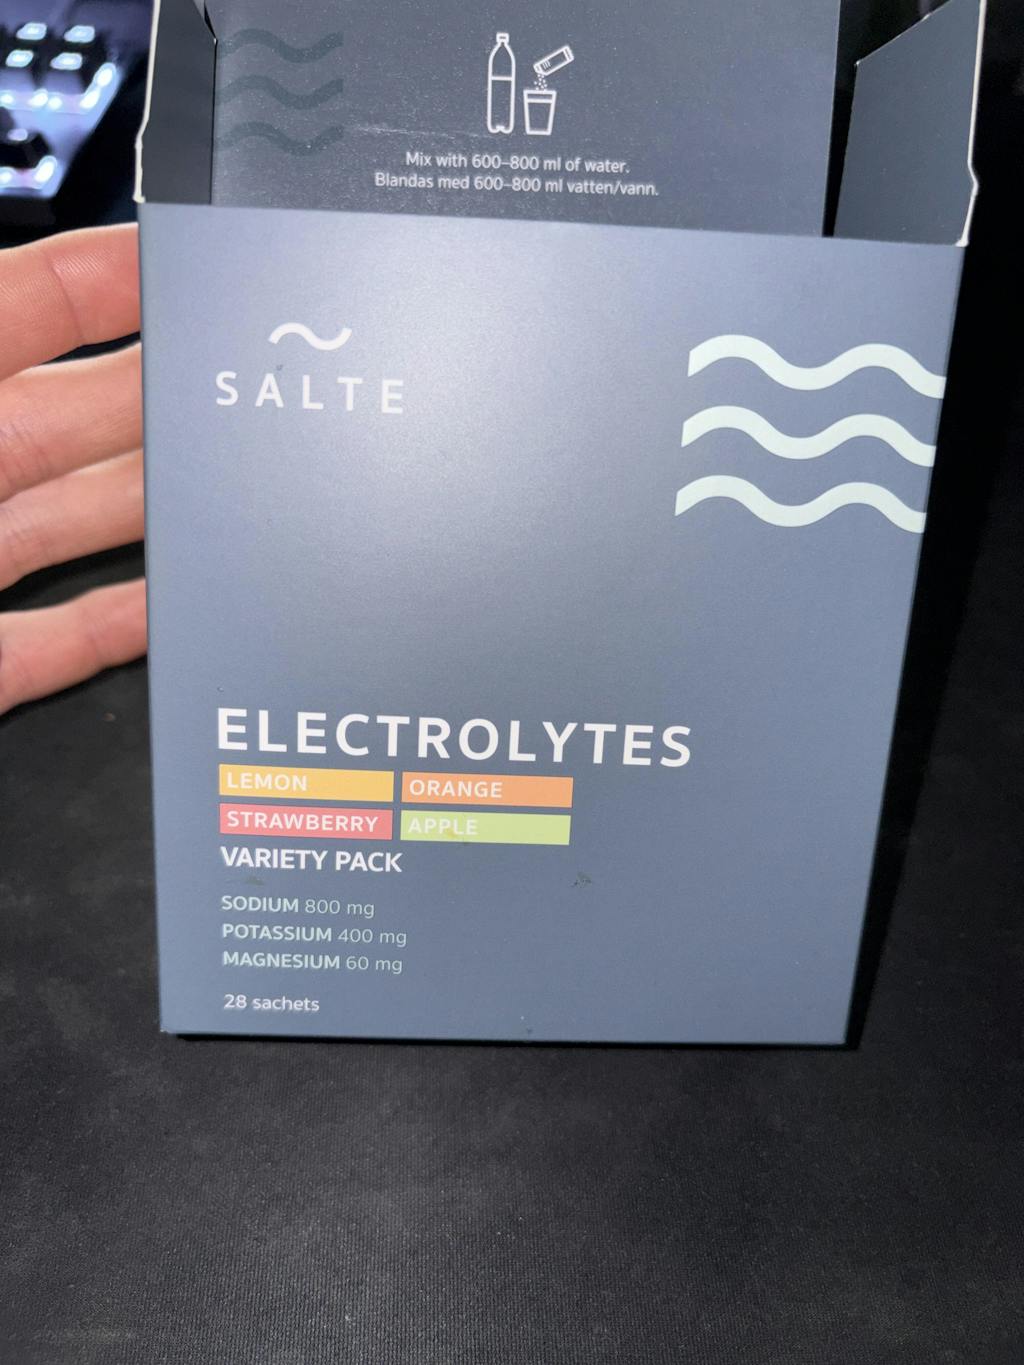 Mix with 600–800 ml of water.
Blandas med 600–800 ml vatten/vann.
SALTE
ELECTROLYTES
LEMON
ORANGE
STRAWBERRY
APPLE
VARIETY PACK
SODIUM 800 mg
POTASSIUM 400 mg
MAGNESIUM 60 mg
28 sachets